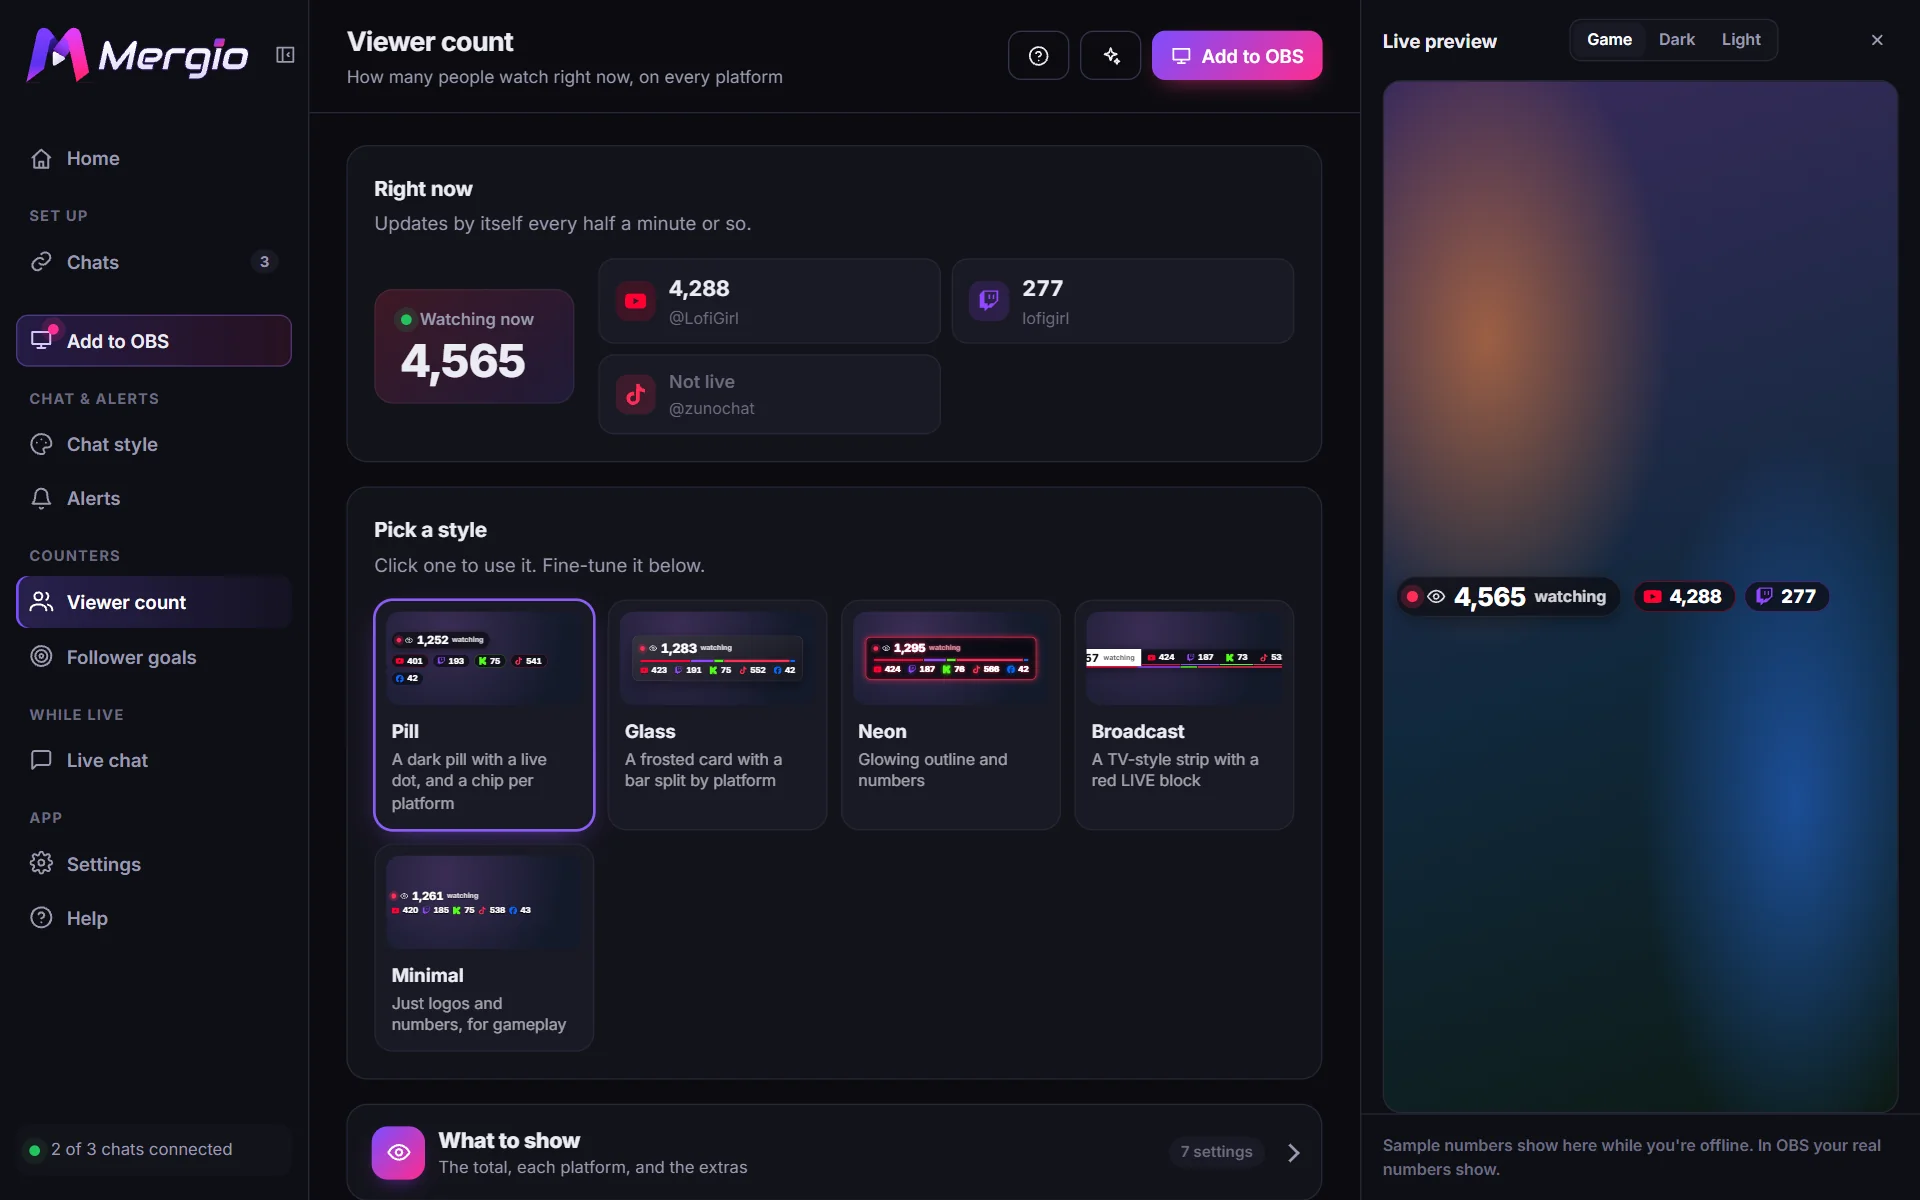 Mergio
Home
SET UP
Chats
3
Add to OBS
CHAT & ALERTS
Chat style
Alerts
COUNTERS
Viewer count
Follower goals
WHILE LIVE
Live chat
APP
Settings
Help
2 of 3 chats connected
Viewer count
How many people watch right now, on every platform
Add to OBS
Right now
Updates by itself every half a minute or so.
Watching now
4,565
4,288
@LofiGirl
277
lofigirl
Not live
@zunochat
Pick a style
Click one to use it. Fine-tune it below.
1,252 watching
401 193 75 541
42
Pill
A dark pill with a live
dot, and a chip per
platform
1,283 watching
423 191 75 552 42
Glass
A frosted card with a
bar split by platform
1,295 watching
424 187 76 566 42
Neon
Glowing outline and
numbers
57 watching 424 187 73 53
Broadcast
A TV-style strip with a
red LIVE block
1,261 watching
420 185 75 538 43
Minimal
Just logos and
numbers, for gameplay
What to show
The total, each platform, and the extras
7 settings
Live preview
Game
Dark
Light
4,565 watching 4,288 277
Sample numbers show here while you're offline. In OBS your real
numbers show.